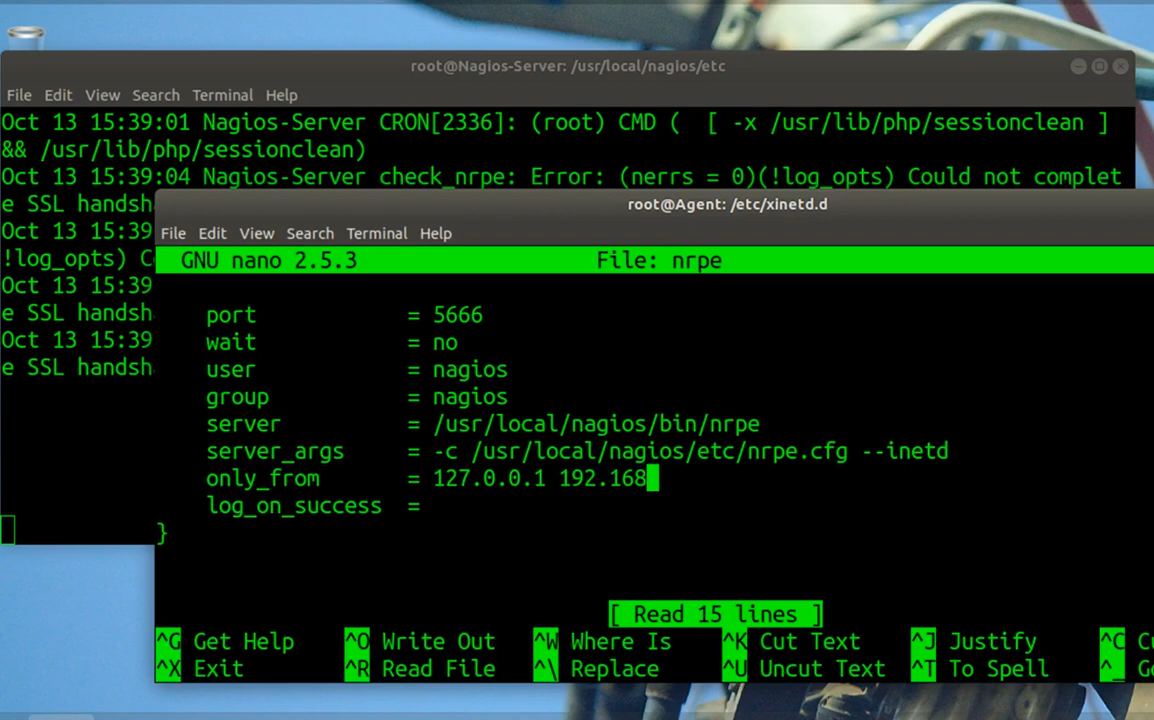 root@Nagios-Server: /usr/local/nagios/etc
File Edit View Search Terminal Help
Oct 13 15:39:01 Nagios-Server CRON[2336]: (root) CMD (  [ -x /usr/lib/php/sessionclean ]
&& /usr/lib/php/sessionclean)
Oct 13 15:39:04 Nagios-Server check_nrpe: Error: (nerrs = 0)(!log_opts) Could not complet
e SSL handsh
Oct 13 15:39
!log_opts) C
Oct 13 15:39
e SSL handsh
Oct 13 15:39
e SSL handsh
root@Agent: /etc/xinetd.d
File Edit View Search Terminal Help
GNU nano 2.5.3 File: nrpe
port = 5666
wait = no
user = nagios
group = nagios
server = /usr/local/nagios/bin/nrpe
server_args = -c /usr/local/nagios/etc/nrpe.cfg --inetd
only_from = 127.0.0.1 192.168
log_on_success =
}
[ Read 15 lines ]
^G Get Help ^O Write Out ^W Where Is ^K Cut Text ^J Justify ^C Cu
^X Exit ^R Read File ^\ Replace ^U Uncut Text ^T To Spell ^_ Go